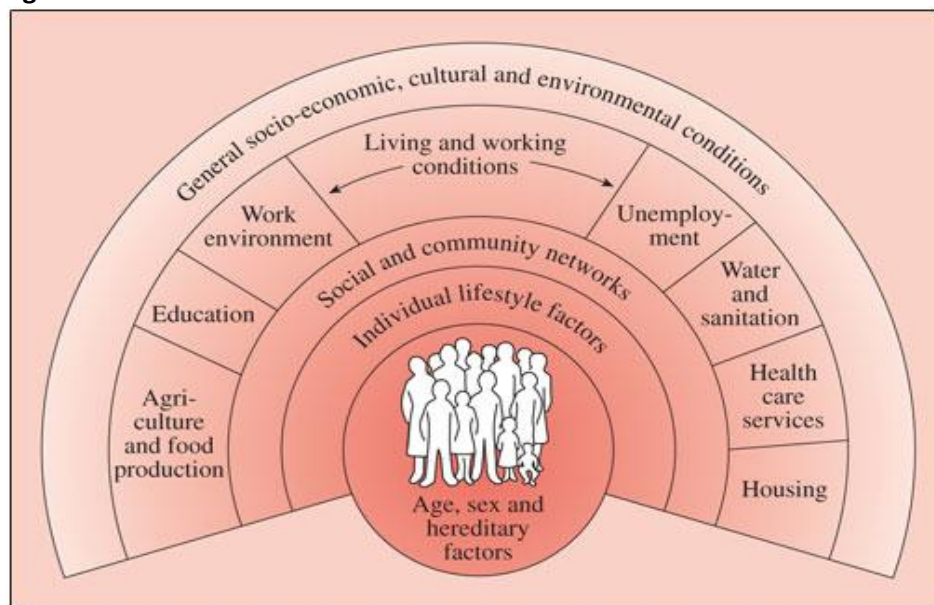 General socio-economic, cultural and environmental conditions
Living and working
conditions
Work
environment
Unemploy-
ment
Education
Water
and
sanitation
Agri-
culture
and food
production
Health
care
services
Housing
Social and community networks
Individual lifestyle factors
Age, sex and
hereditary
factors